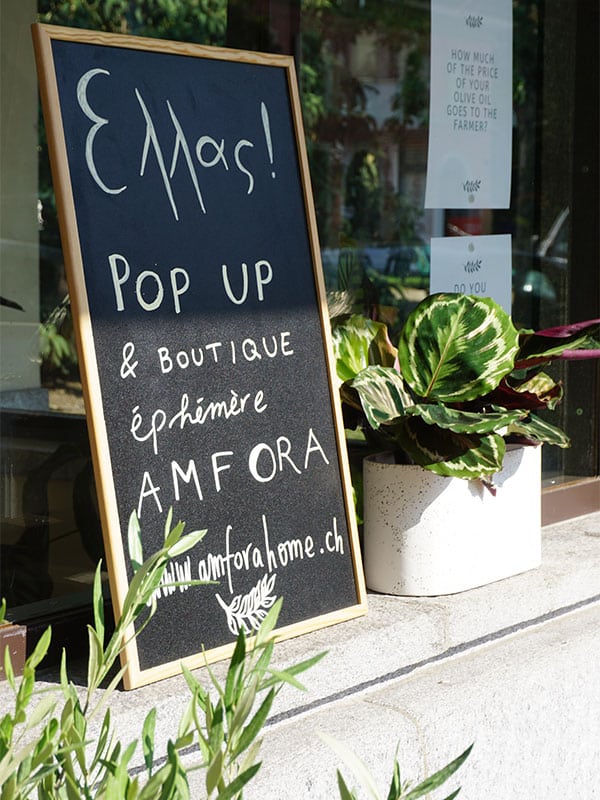 Ελλας!
POP UP
& BOUTIQUE
éphémère
AMFORA
www.amforahome.ch
HOW MUCH
OF THE PRICE
OF YOUR
OLIVE OIL
GOES TO THE
FARMER?
DO YOU